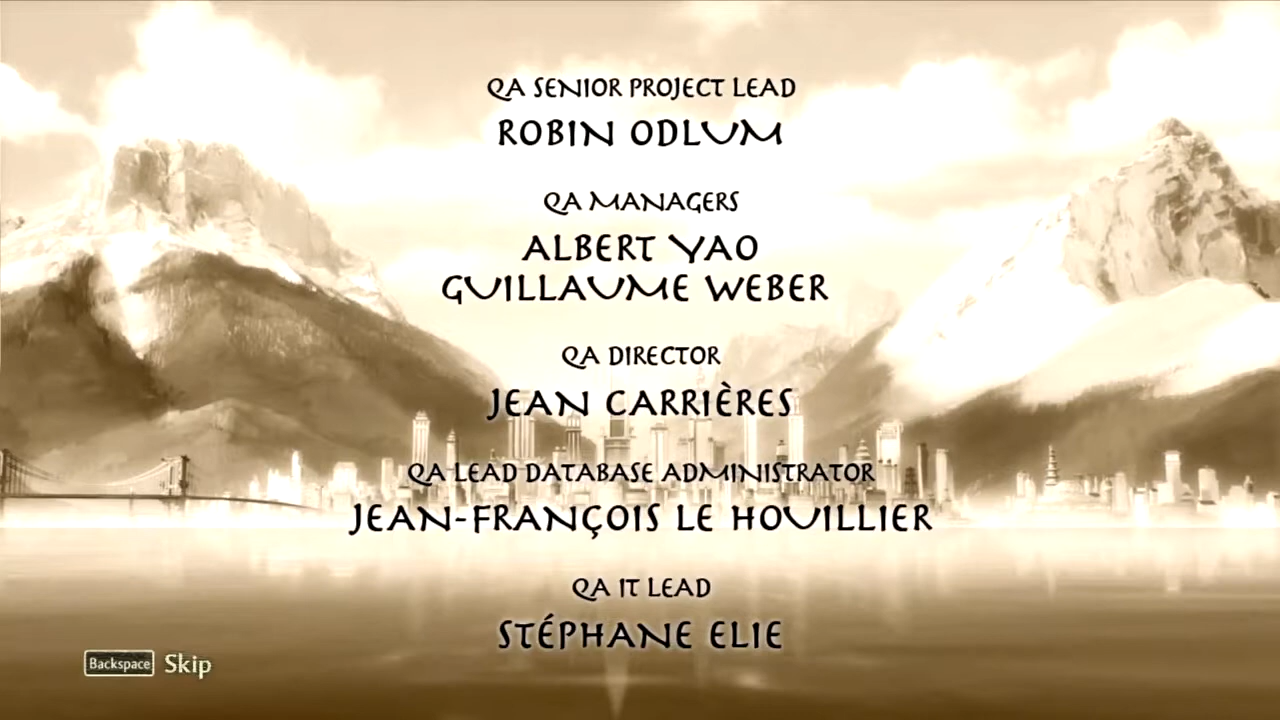 QA SENIOR PROJECT LEAD
ROBIN ODLUM
QA MANAGERS
ALBERT YAO
GUILLAUME WEBER
QA DIRECTOR
JEAN CARRIÈRES
QA LEAD DATABASE ADMINISTRATOR
JEAN-FRANÇOIS LE HOUILLIER
QA IT LEAD
STÉPHANE ELIE
Backspace Skip